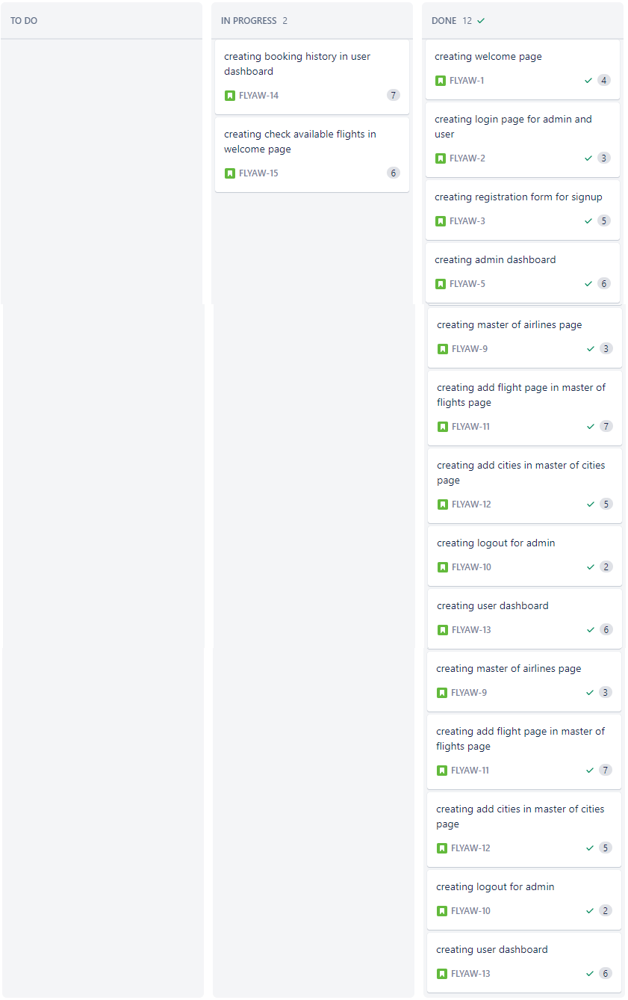 TO DO
IN PROGRESS 2
creating booking history in user
dashboard
FLYAW-14 7
creating check available flights in
welcome page
FLYAW-15 6
DONE 12
creating welcome page
FLYAW-1 4
creating login page for admin and
user
FLYAW-2 3
creating registration form for signup
FLYAW-3 5
creating admin dashboard
FLYAW-5 6
creating master of airlines page
FLYAW-9 3
creating add flight page in master of
flights page
FLYAW-11 7
creating add cities in master of cities
page
FLYAW-12 5
creating logout for admin
FLYAW-10 2
creating user dashboard
FLYAW-13 6
creating master of airlines page
FLYAW-9 3
creating add flight page in master of
flights page
FLYAW-11 7
creating add cities in master of cities
page
FLYAW-12 5
creating logout for admin
FLYAW-10 2
creating user dashboard
FLYAW-13 6